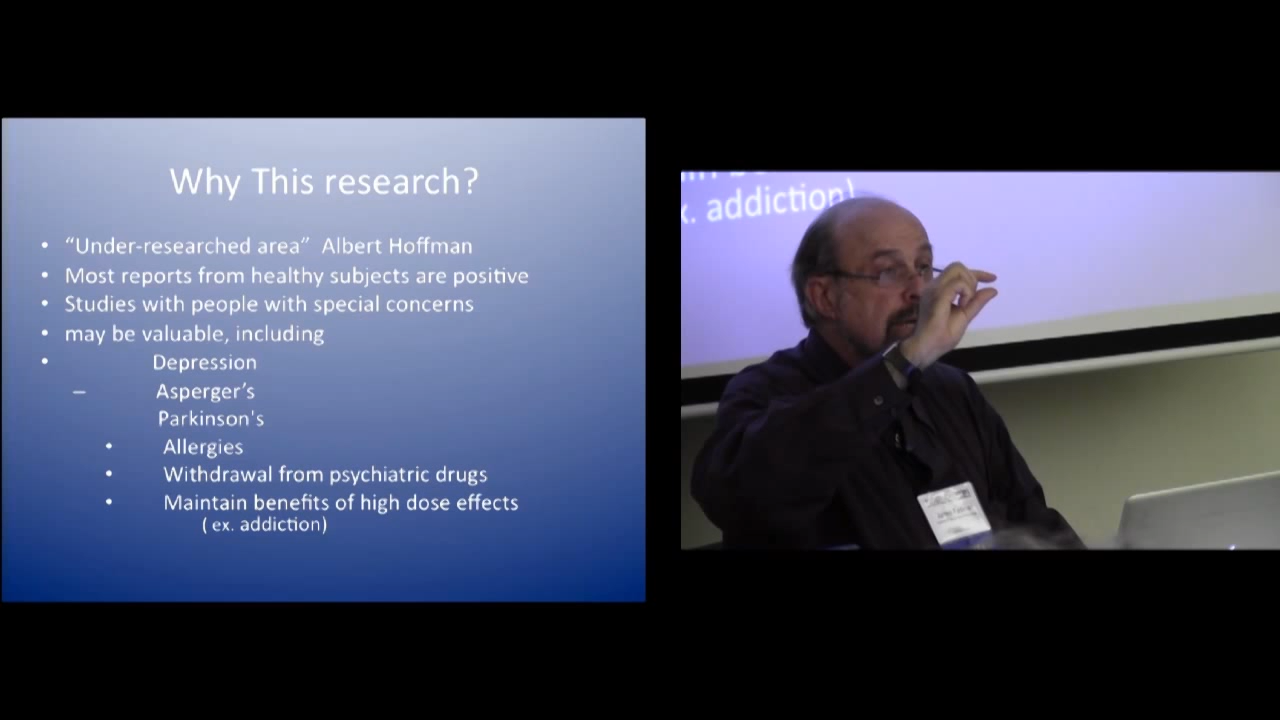 Why This research?
• “Under-researched area” Albert Hoffman
• Most reports from healthy subjects are positive
• Studies with people with special concerns
• may be valuable, including
• Depression
– Asperger’s
Parkinson's
• Allergies
• Withdrawal from psychiatric drugs
• Maintain benefits of high dose effects
( ex. addiction)
x. addiction)